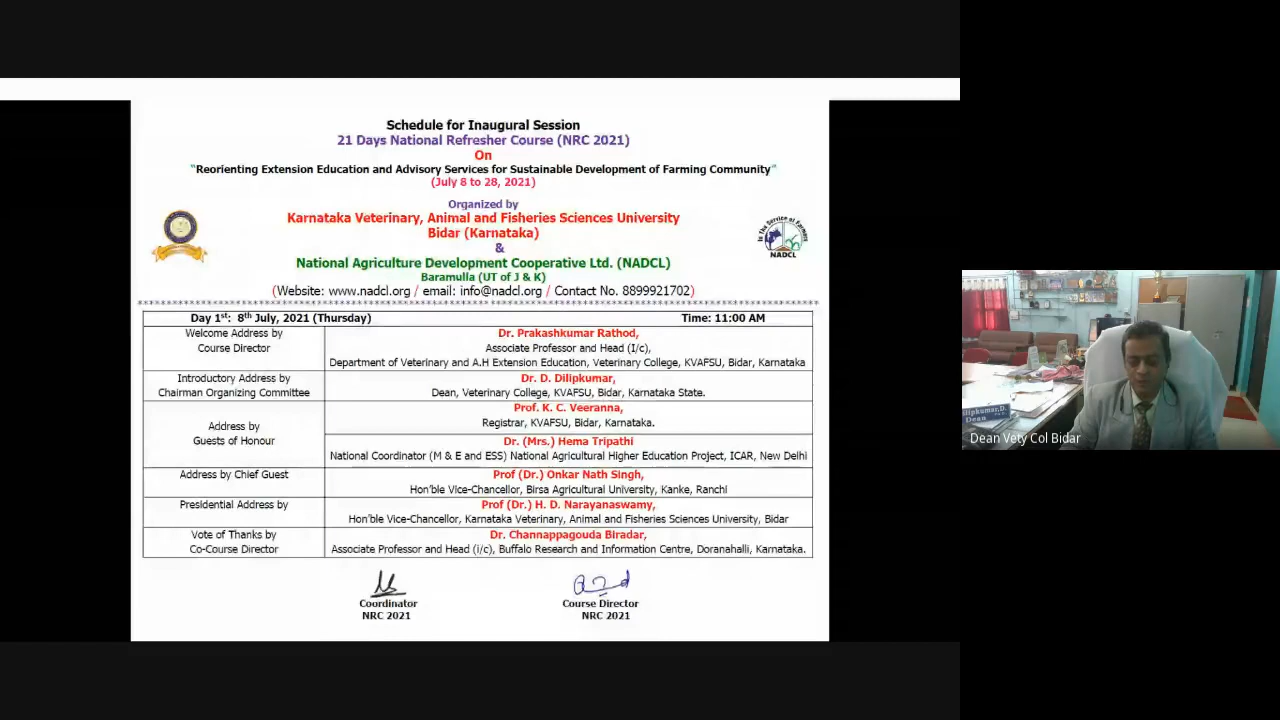 Schedule for Inaugural Session
21 Days National Refresher Course (NRC 2021)
On
"Reorienting Extension Education and Advisory Services for Sustainable Development of Farming Community"
(July 8 to 28, 2021)
Organized by
Karnataka Veterinary, Animal and Fisheries Sciences University
Bidar (Karnataka)
&
National Agriculture Development Cooperative Ltd. (NADCL)
Baramulla (UT of J & K)
(Website: www.nadcl.org / email: info@nadcl.org / Contact No. 8899921702)
In The Service of Farmers
NADCL
Day 1st: 8th July, 2021 (Thursday) Time: 11:00 AM
Welcome Address by
Course Director
Dr. Prakashkumar Rathod,
Associate Professor and Head (I/c),
Department of Veterinary and A.H Extension Education, Veterinary College, KVAFSU, Bidar, Karnataka
Introductory Address by
Chairman Organizing Committee
Dr. D. Dilipkumar,
Dean, Veterinary College, KVAFSU, Bidar, Karnataka State.
Address by
Guests of Honour
Prof. K. C. Veeranna,
Registrar, KVAFSU, Bidar, Karnataka.
Dr. (Mrs.) Hema Tripathi
National Coordinator (M & E and ESS) National Agricultural Higher Education Project, ICAR, New Delhi
Address by Chief Guest
Prof (Dr.) Onkar Nath Singh,
Hon'ble Vice-Chancellor, Birsa Agricultural University, Kanke, Ranchi
Presidential Address by
Prof (Dr.) H. D. Narayanaswamy,
Hon'ble Vice-Chancellor, Karnataka Veterinary, Animal and Fisheries Sciences University, Bidar
Vote of Thanks by
Co-Course Director
Dr. Channappagouda Biradar,
Associate Professor and Head (i/c), Buffalo Research and Information Centre, Doranahalli, Karnataka.
Coordinator
NRC 2021
Course Director
NRC 2021
ilipkumar.D.
Dean
Dean Vety Col Bidar